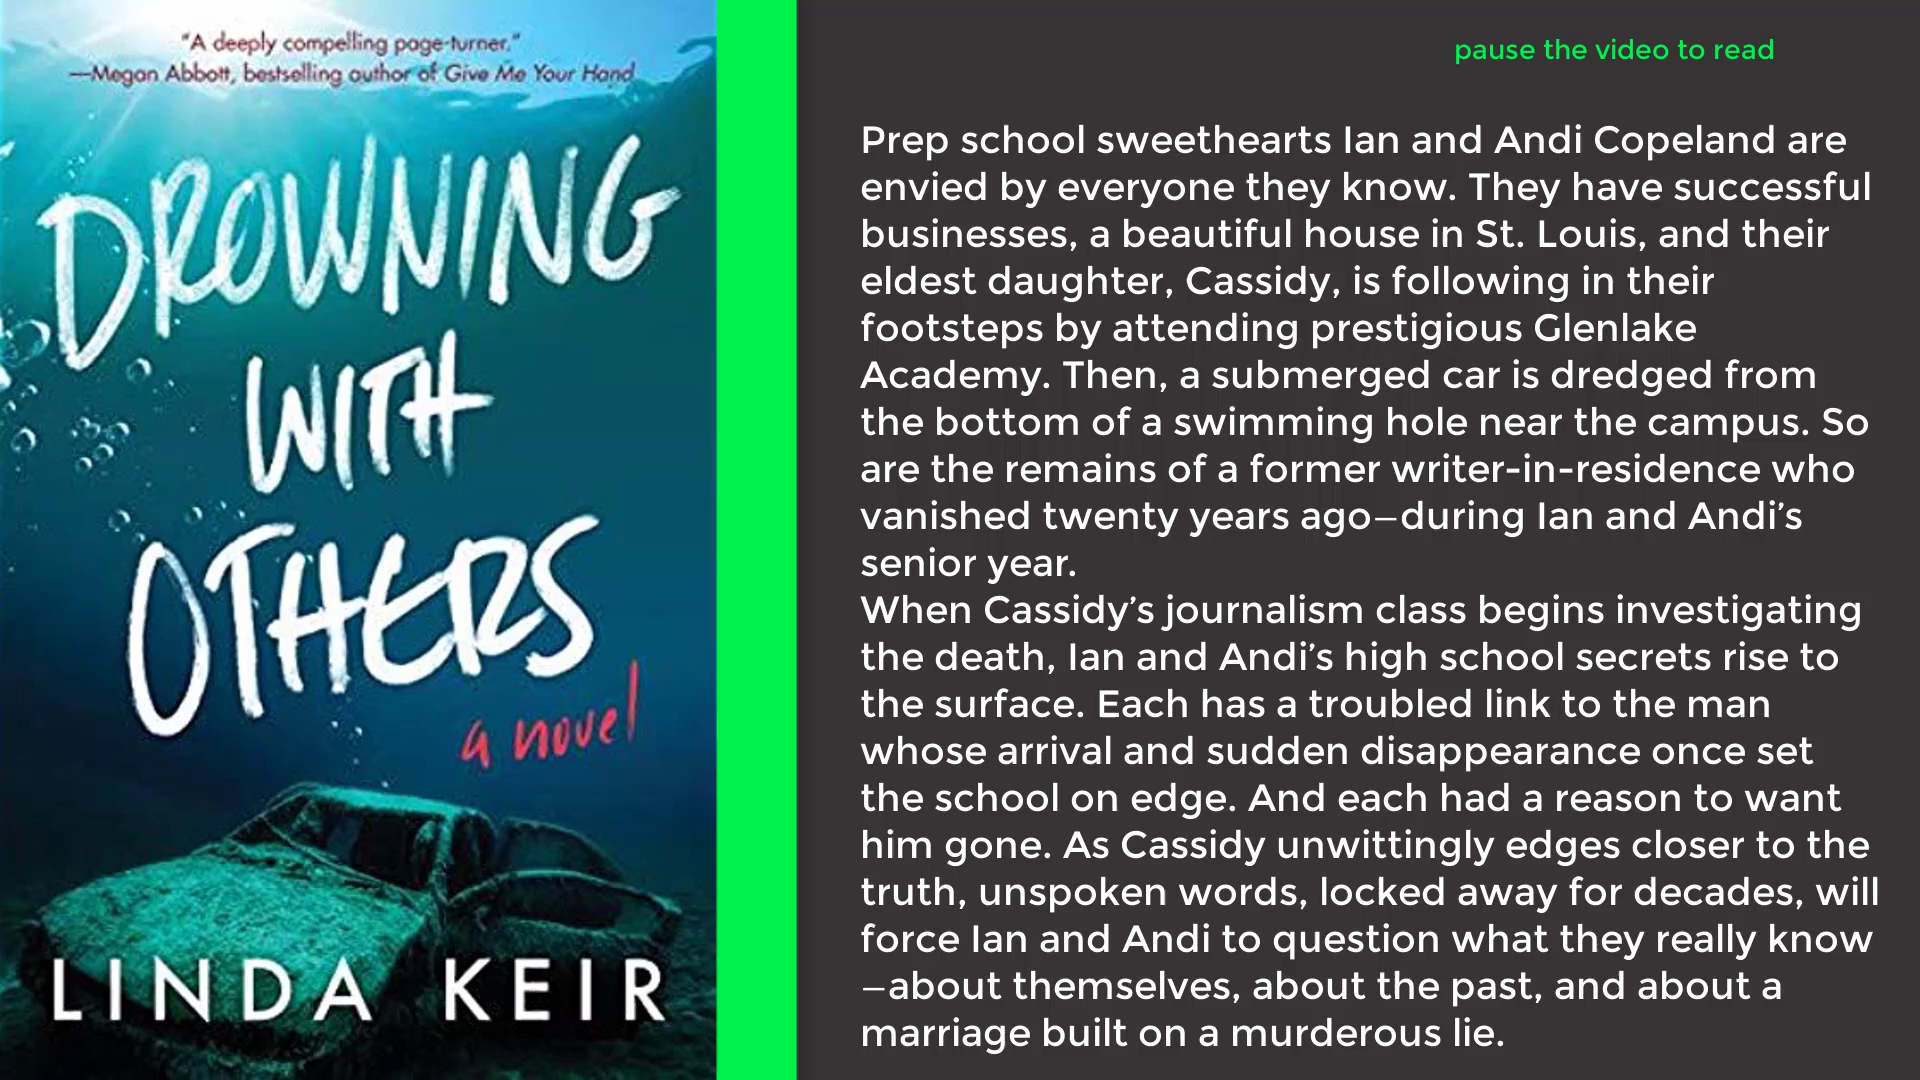 "A deeply compelling page-turner."
—Megan Abbott, bestselling author of Give Me Your Hand
DROWNING
WITH
OTHERS
a novel
LINDA KEIR
pause the video to read
Prep school sweethearts Ian and Andi Copeland are
envied by everyone they know. They have successful
businesses, a beautiful house in St. Louis, and their
eldest daughter, Cassidy, is following in their
footsteps by attending prestigious Glenlake
Academy. Then, a submerged car is dredged from
the bottom of a swimming hole near the campus. So
are the remains of a former writer-in-residence who
vanished twenty years ago—during Ian and Andi’s
senior year.
When Cassidy’s journalism class begins investigating
the death, Ian and Andi’s high school secrets rise to
the surface. Each has a troubled link to the man
whose arrival and sudden disappearance once set
the school on edge. And each had a reason to want
him gone. As Cassidy unwittingly edges closer to the
truth, unspoken words, locked away for decades, will
force Ian and Andi to question what they really know
—about themselves, about the past, and about a
marriage built on a murderous lie.